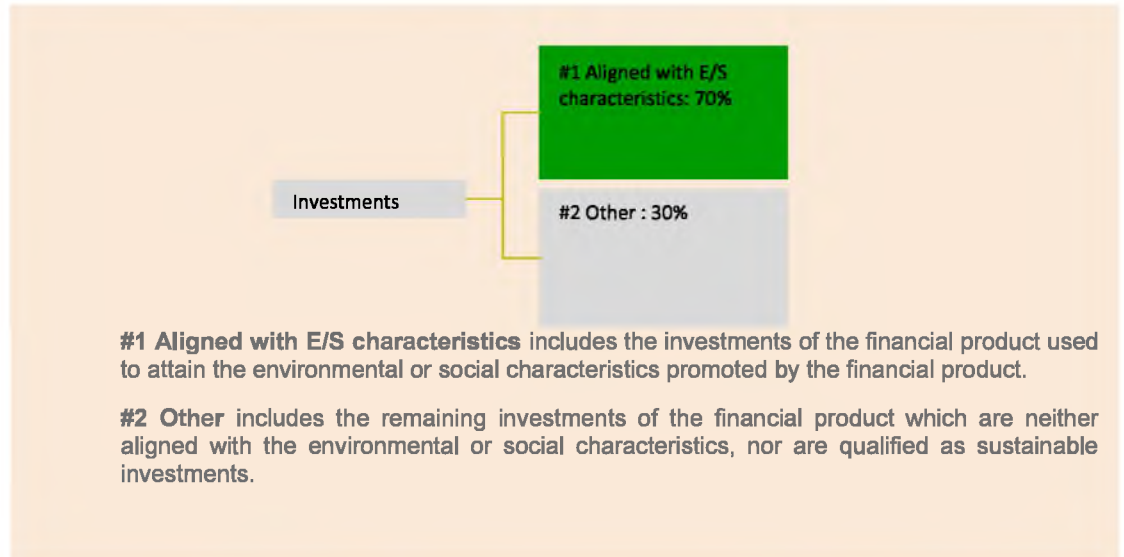 #1 Aligned with E/S
characteristics: 70%
Investments
#2 Other : 30%
#1 Aligned with E/S characteristics includes the investments of the financial product used
to attain the environmental or social characteristics promoted by the financial product.
#2 Other includes the remaining investments of the financial product which are neither
aligned with the environmental or social characteristics, nor are qualified as sustainable
investments.